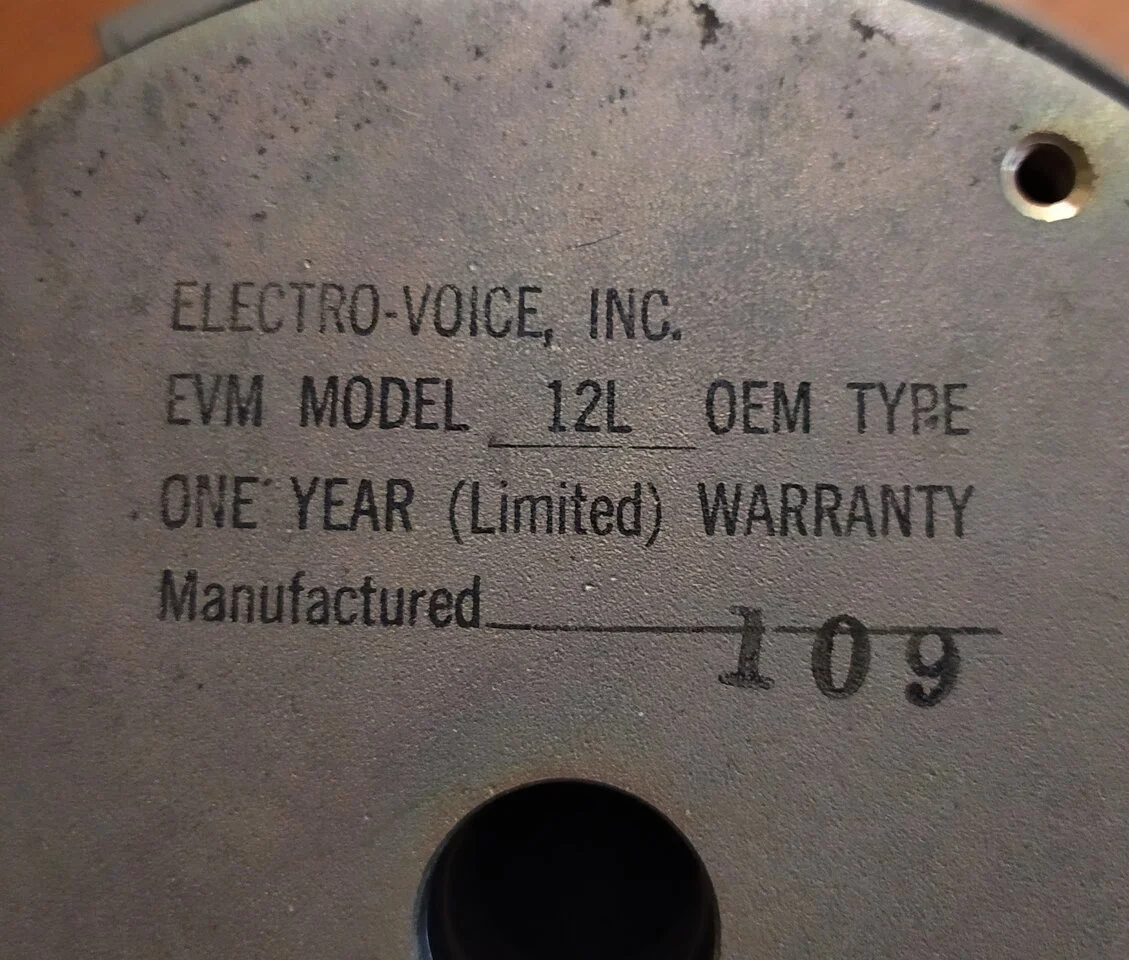 ELECTRO-VOICE, INC.
EVM MODEL 12L OEM TYPE
ONE YEAR (Limited) WARRANTY
Manufactured 109